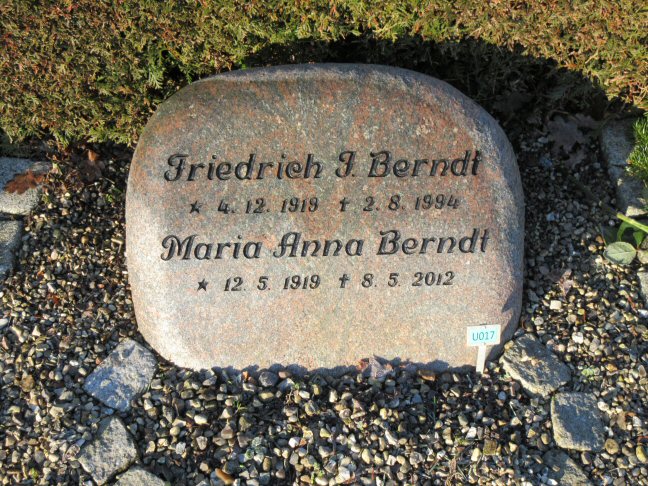 Friedrich J. Berndt
★ 4.12.1919 ✝ 2.8.1994
Maria Anna Berndt
★ 12.5.1919 ✝ 8.5.2012
U017